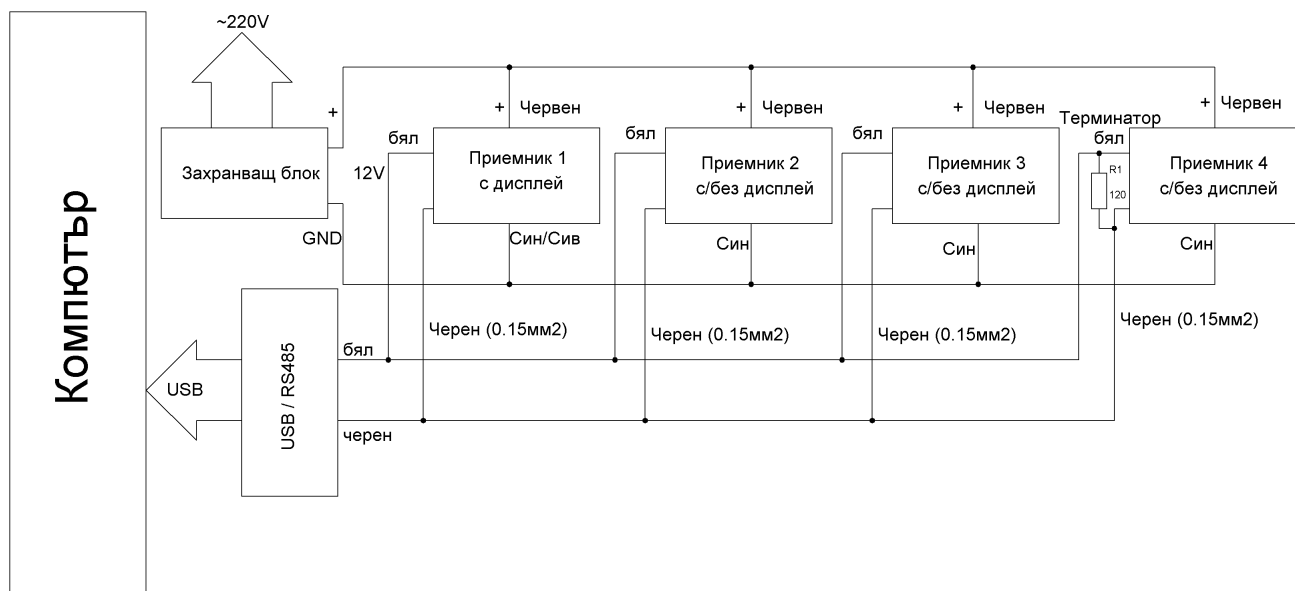 ~220V
+
+ Червен
+ Червен
+ Червен
+ Червен
Терминатор
бял
бял
бял
бял
Захранващ блок
12V
Приемник 1
с дисплей
Приемник 2
с/без дисплей
Приемник 3
с/без дисплей
R1
120
Приемник 4
с/без дисплей
GND
Син/Сив
Син
Син
Син
Компютър
USB
USB / RS485
бял
черен
Черен (0.15мм2)
Черен (0.15мм2)
Черен (0.15мм2)
Черен (0.15мм2)